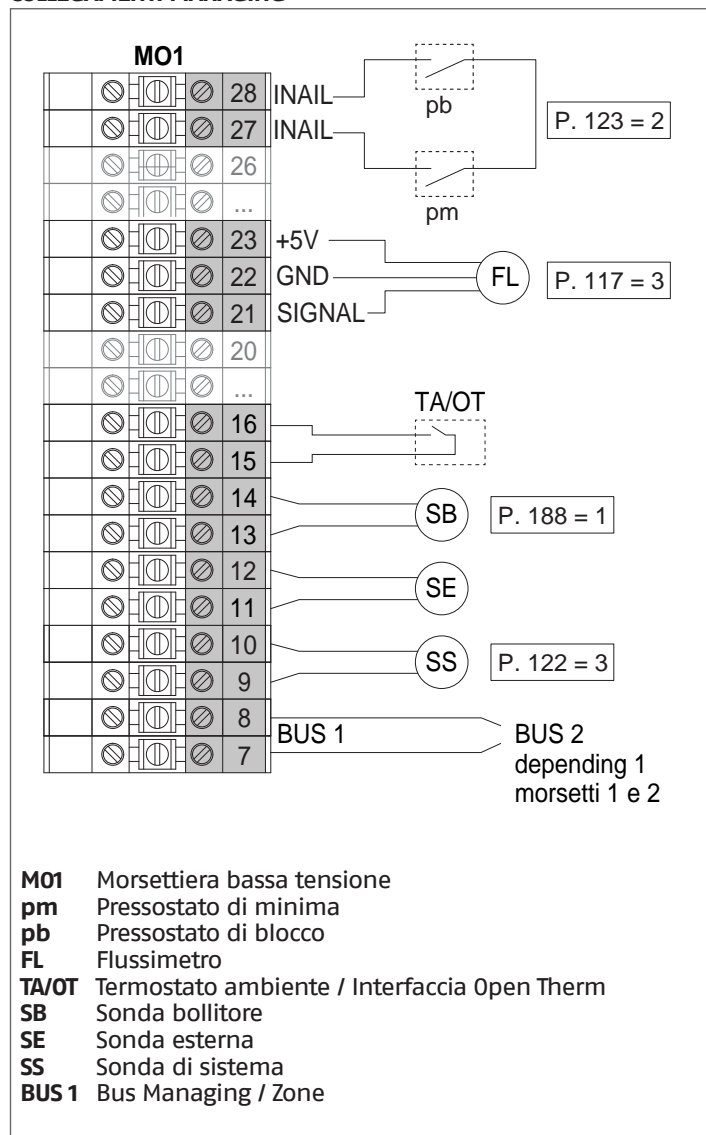 MO1
28 INAIL
pb
27 INAIL
P. 123 = 2
26
...
pm
23 +5V
22 GND
FL
P. 117 = 3
21 SIGNAL
20
...
TA/OT
16
15
14
SB
P. 188 = 1
13
12
SE
11
10
SS
P. 122 = 3
9
8
BUS 1
BUS 2
7
depending 1
morsetti 1 e 2
M01 Morsettiera bassa tensione
pm Pressostato di minima
pb Pressostato di blocco
FL Flussimetro
TA/OT Termostato ambiente / Interfaccia Open Therm
SB Sonda bollitore
SE Sonda esterna
SS Sonda di sistema
BUS 1 Bus Managing / Zone